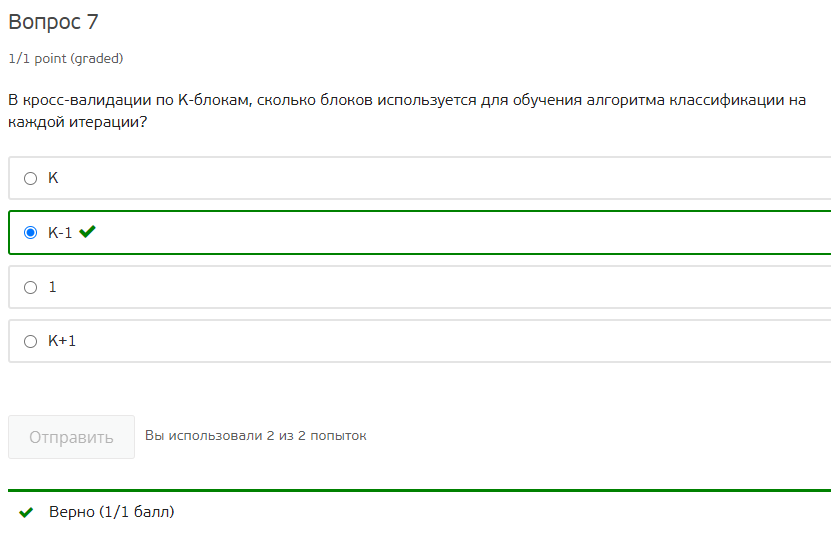 Вопрос 7
1/1 point (graded)
В кросс-валидации по К-блокам, сколько блоков используется для обучения алгоритма классификации на
каждой итерации?
К
К-1
1
К+1
Отправить
Вы использовали 2 из 2 попыток
Верно (1/1 балл)